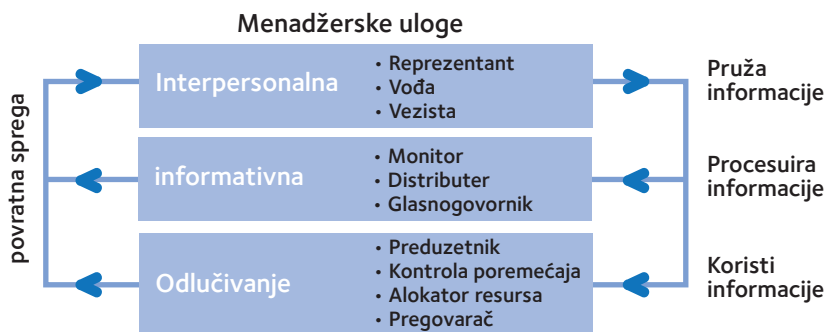 Menadžerske uloge
povratna sprega
Interpersonalna
• Reprezentant
• Vođa
• Vezista
Pruža
informacije
informativna
• Monitor
• Distributer
• Glasnogovornik
Procesuira
informacije
Odlučivanje
• Preduzetnik
• Kontrola poremećaja
• Alokator resursa
• Pregovarač
Koristi
informacije